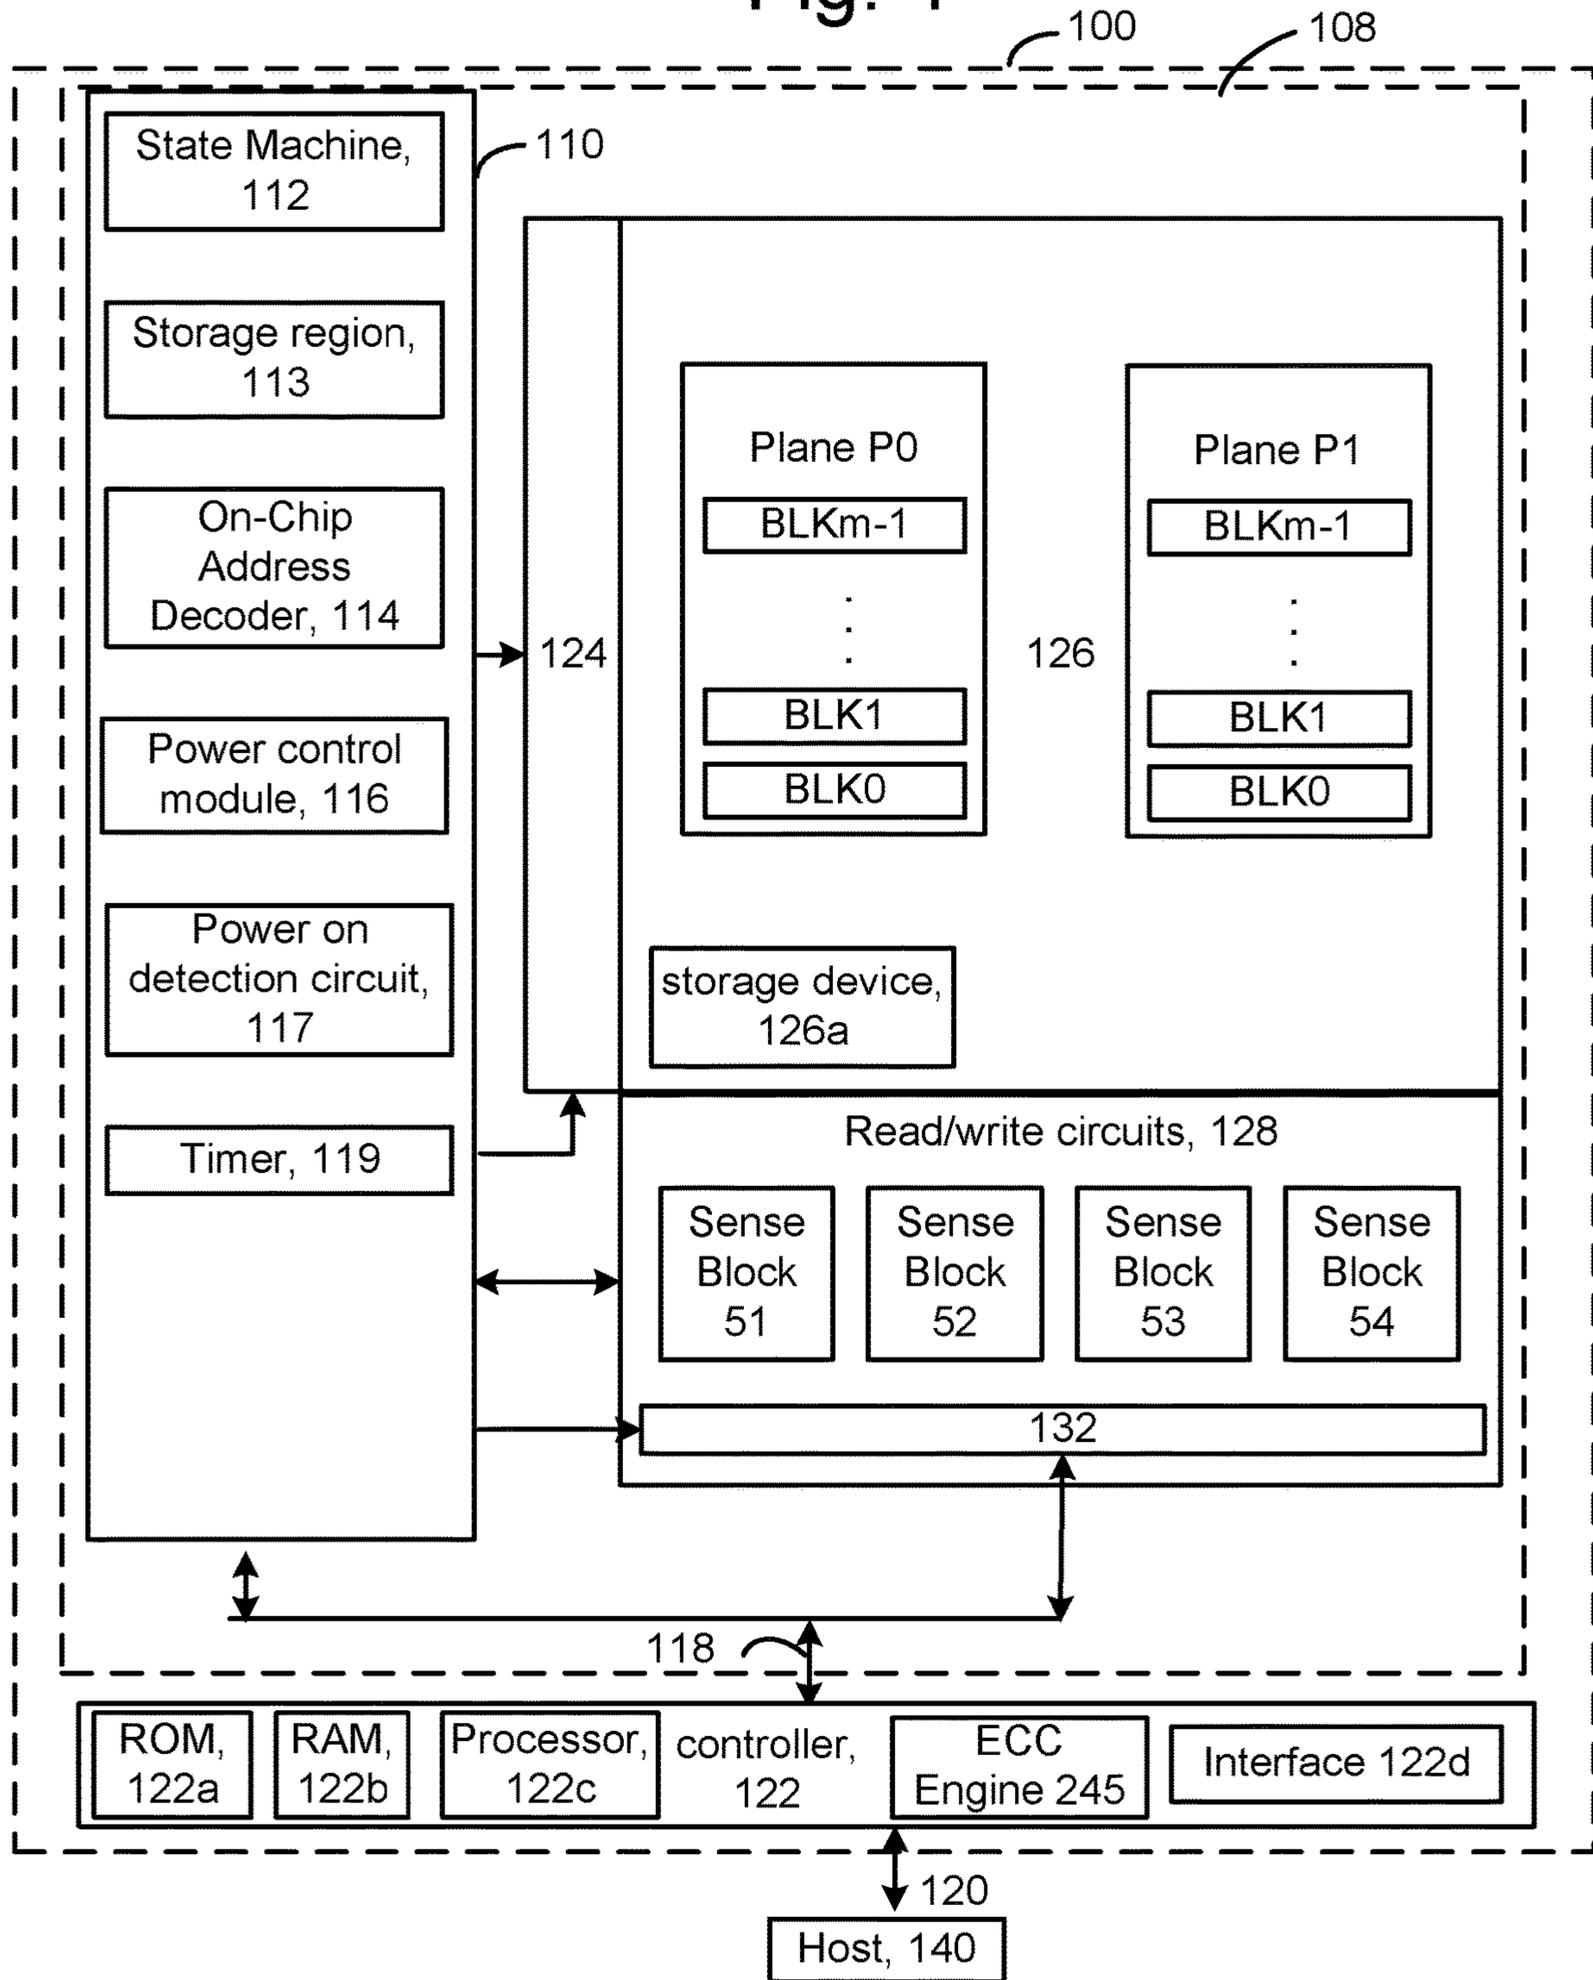 100
108
State Machine,
112
110
Storage region,
113
On-Chip
Address
Decoder, 114
Power control
module, 116
Power on
detection circuit,
117
Timer, 119
124
Plane P0
BLKm-1
.
.
.
BLK1
BLK0
126
Plane P1
BLKm-1
.
.
.
BLK1
BLK0
storage device,
126a
Read/write circuits, 128
Sense
Block
51
Sense
Block
52
Sense
Block
53
Sense
Block
54
132
118
ROM,
122a
RAM,
122b
Processor,
122c
controller,
122
ECC
Engine 245
Interface 122d
120
Host, 140